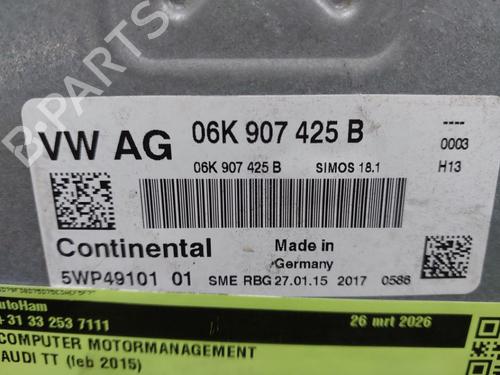 B-PARTS
VW AG 06K 907 425 B ----
0003
06K 907 425 B SIMOS 18.1 H13
Continental Made in
Germany
5WP49101 01 SME RBG 27.01.15 2017 0586
AutoHam
+31 33 253 7111 26 mrt 2026
COMPUTER MOTORMANAGEMENT
AUDI TT (feb 2015)